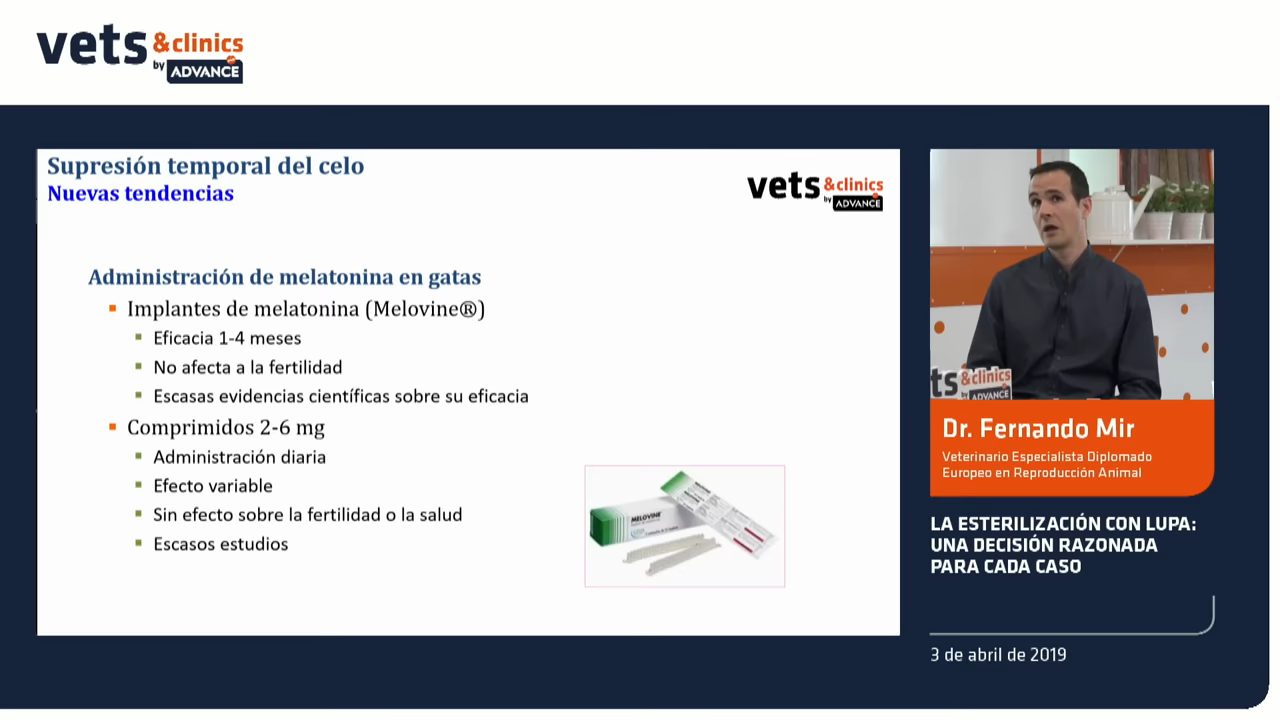 vets &clinics
by ADVANCE
Supresión temporal del celo
Nuevas tendencias
vets &clinics
by ADVANCE
Administración de melatonina en gatas
Implantes de melatonina (Melovine®)
Eficacia 1-4 meses
No afecta a la fertilidad
Escasas evidencias científicas sobre su eficacia
Comprimidos 2-6 mg
Administración diaria
Efecto variable
Sin efecto sobre la fertilidad o la salud
Escasos estudios
MELOVINE
ts &clinics
by ADVANCE
Dr. Fernando Mir
Veterinario Especialista Diplomado
Europeo en Reproducción Animal
LA ESTERILIZACIÓN CON LUPA:
UNA DECISIÓN RAZONADA
PARA CADA CASO
3 de abril de 2019